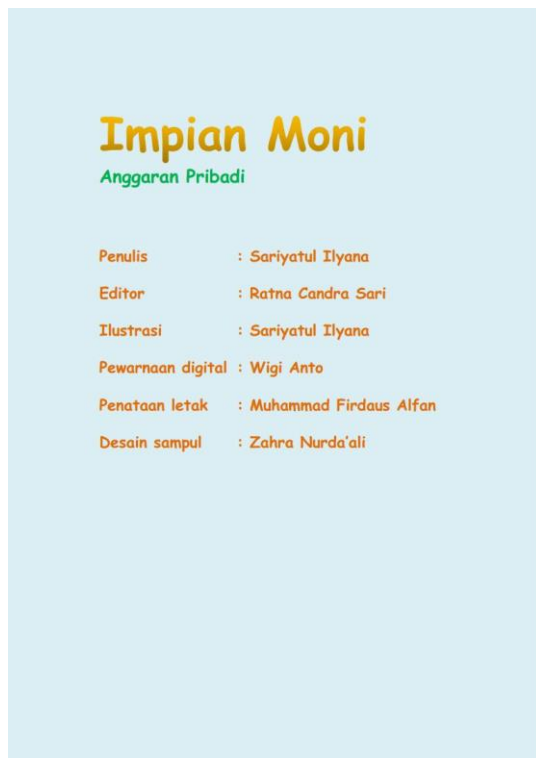 Impian Moni
Anggaran Pribadi
Penulis : Sariyatul Ilyana
Editor : Ratna Candra Sari
Ilustrasi : Sariyatul Ilyana
Pewarnaan digital : Wigi Anto
Penataan letak : Muhammad Firdaus Alfan
Desain sampul : Zahra Nurda'ali